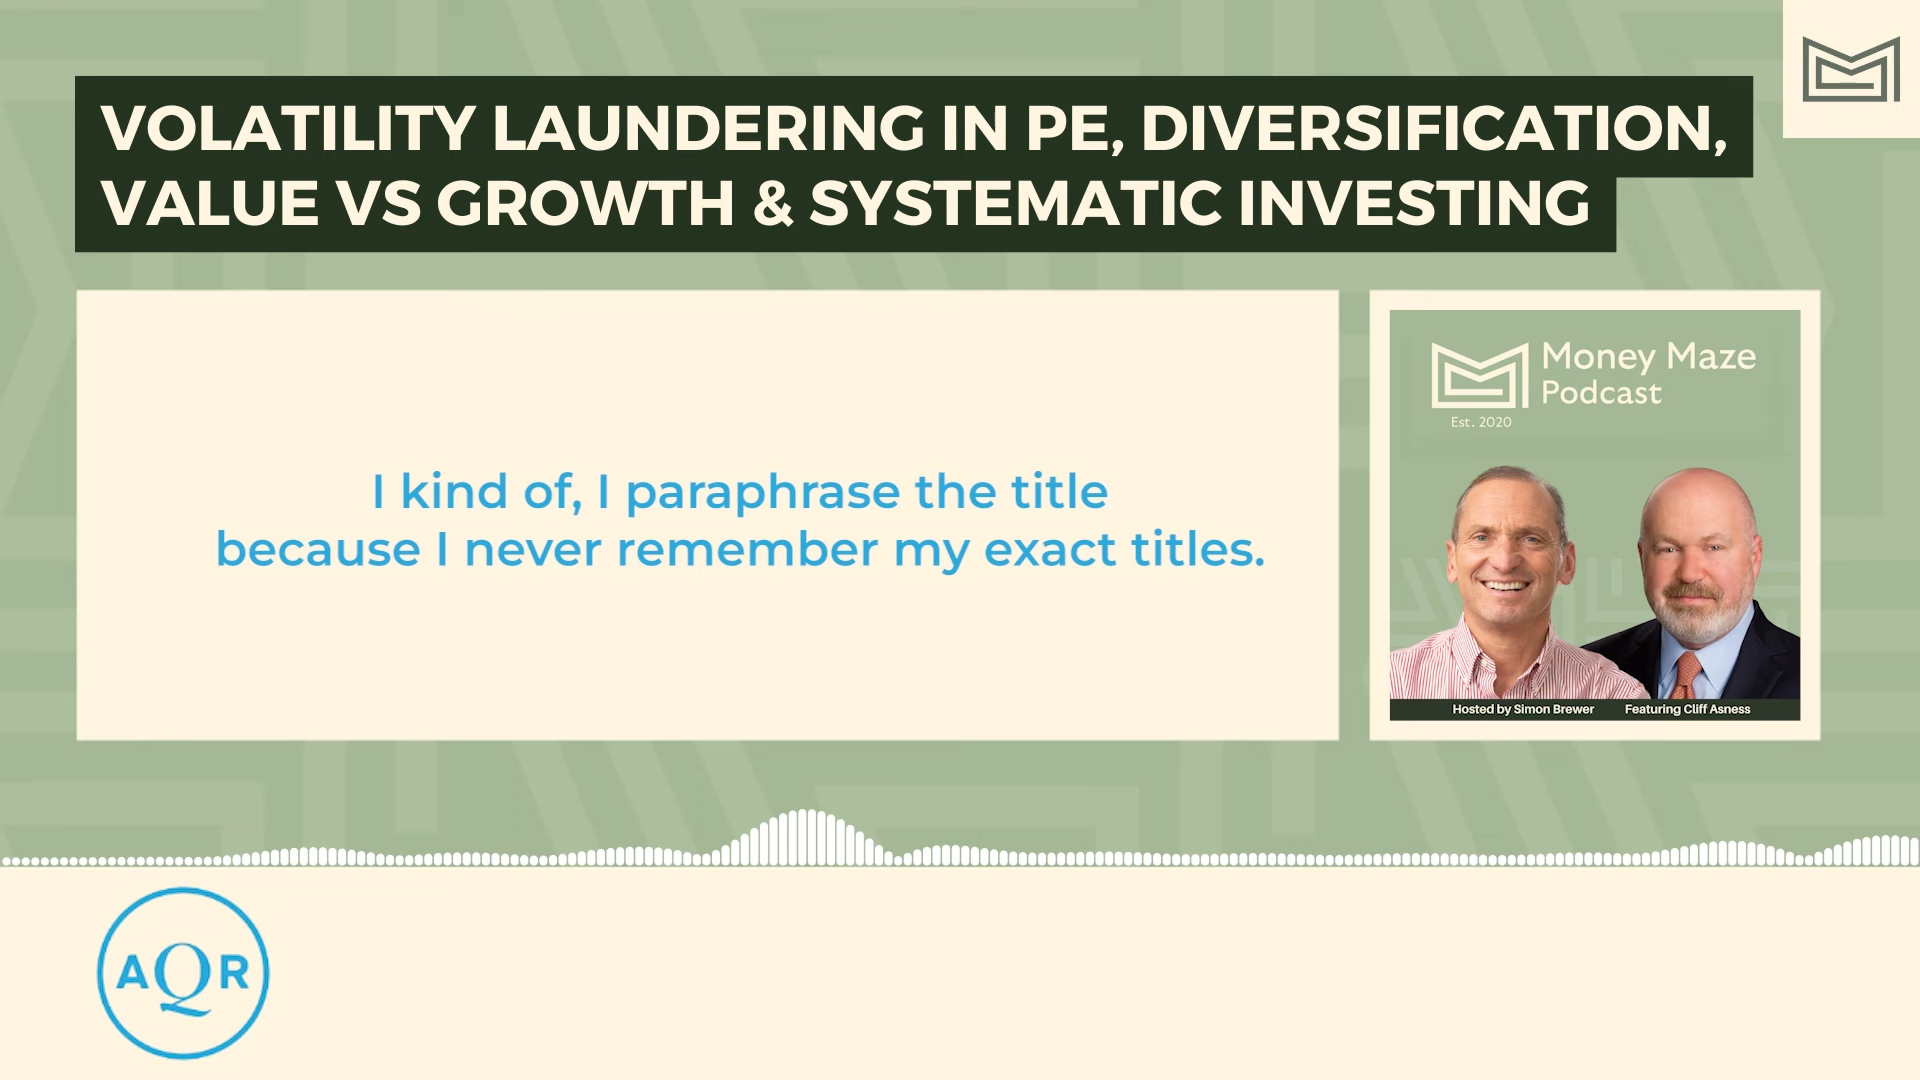 VOLATILITY LAUNDERING IN PE, DIVERSIFICATION,
VALUE VS GROWTH & SYSTEMATIC INVESTING
I kind of, I paraphrase the title
because I never remember my exact titles.
Money Maze
Podcast
Est. 2020
Hosted by Simon Brewer
Featuring Cliff Asness
AQR